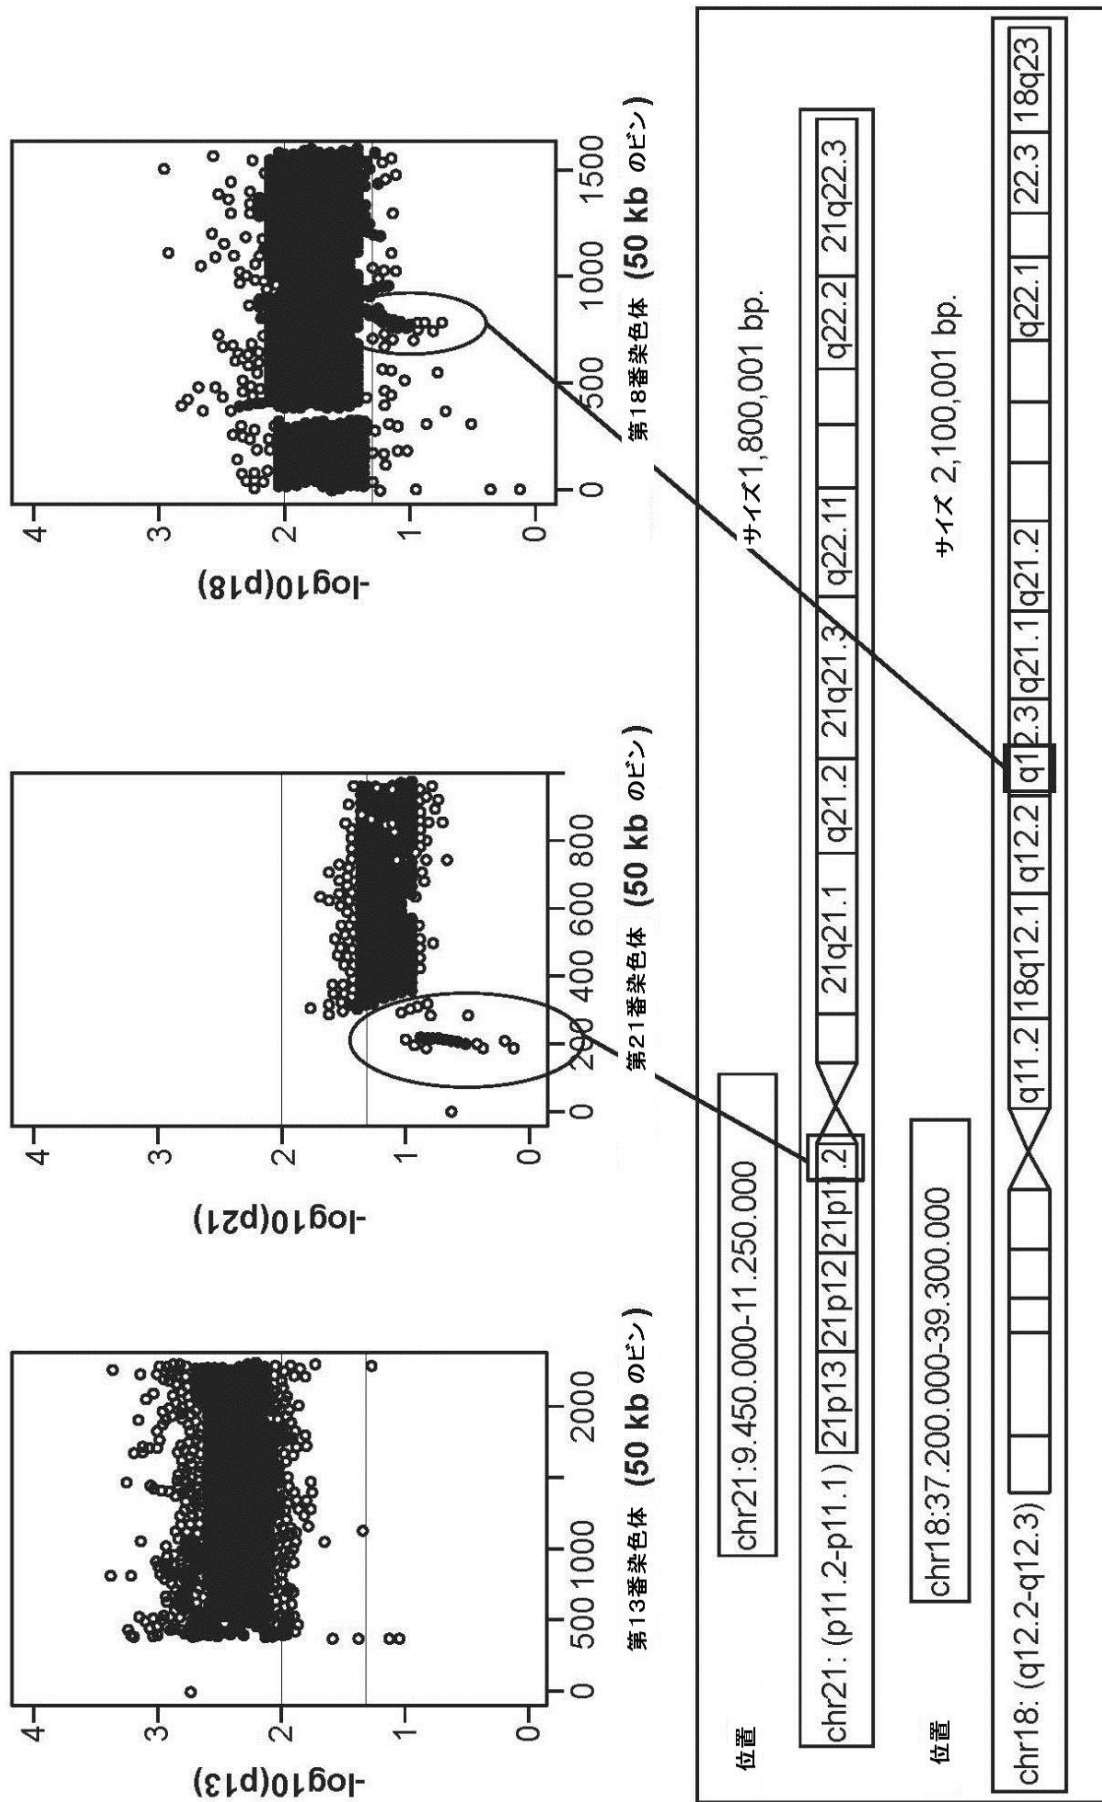 -log10(p13)
4
3
2
1
0
0
500
1000
2000
第13番染色体 (50 kb のビン)
-log10(p21)
4
3
2
1
0
0
200
400
600
800
第21番染色体 (50 kb のビン)
-log10(p18)
4
3
2
1
0
0
500
1000
1500
第18番染色体 (50 kb のビン)
位置
chr21:9.450.000-11.250.000
サイズ1,800,001 bp.
chr21: (p11.2-p11.1) 21p13 21p12 21p11.2 21q21.1 q21.2 21q21.3 q22.11 q22.2 21q22.3
位置
chr18:37.200.000-39.300.000
サイズ 2,100,001 bp.
chr18: (q12.2-q12.3) q11.2 18q12.1 q12.2 q12.3 q21.1 q21.2 q22.1 22.3 18q23